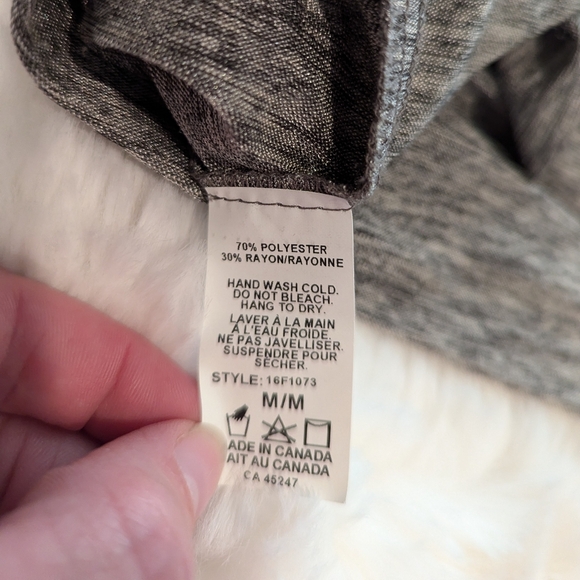 70% POLYESTER
30% RAYON/RAYONNE
HAND WASH COLD.
DO NOT BLEACH.
HANG TO DRY.
LAVER À LA MAIN
À L'EAU FROIDE.
NE PAS JAVELLISER.
SUSPENDRE POUR
SÉCHER.
STYLE: 16F1073
M/M
ADE IN CANADA
AIT AU CANADA
CA 45247